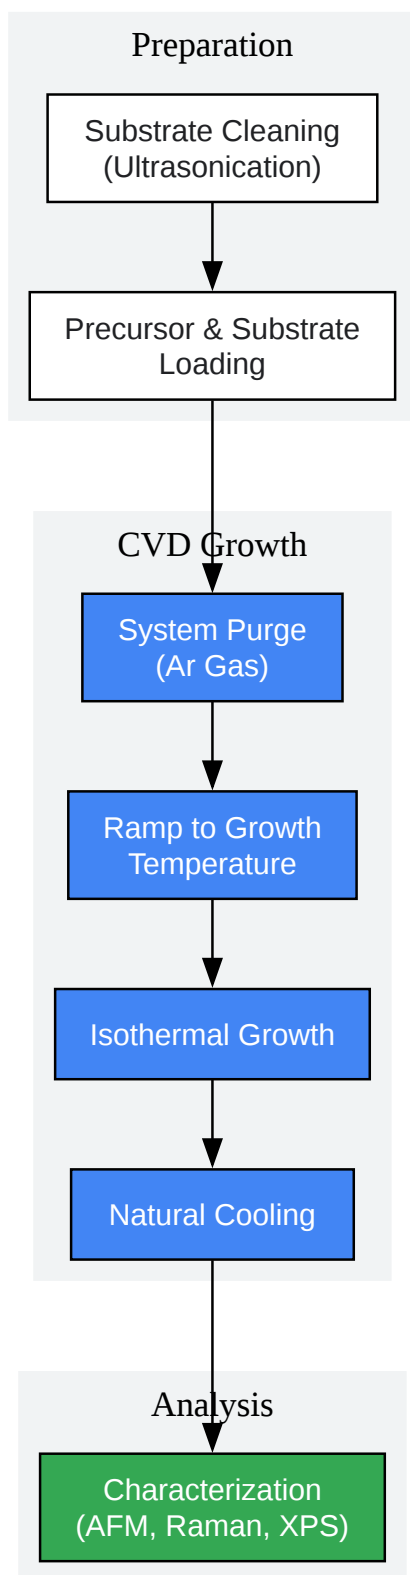 Preparation
Substrate Cleaning
(Ultrasonication)
Precursor & Substrate
Loading
CVD Growth
System Purge
(Ar Gas)
Ramp to Growth
Temperature
Isothermal Growth
Natural Cooling
Analysis
Characterization
(AFM, Raman, XPS)